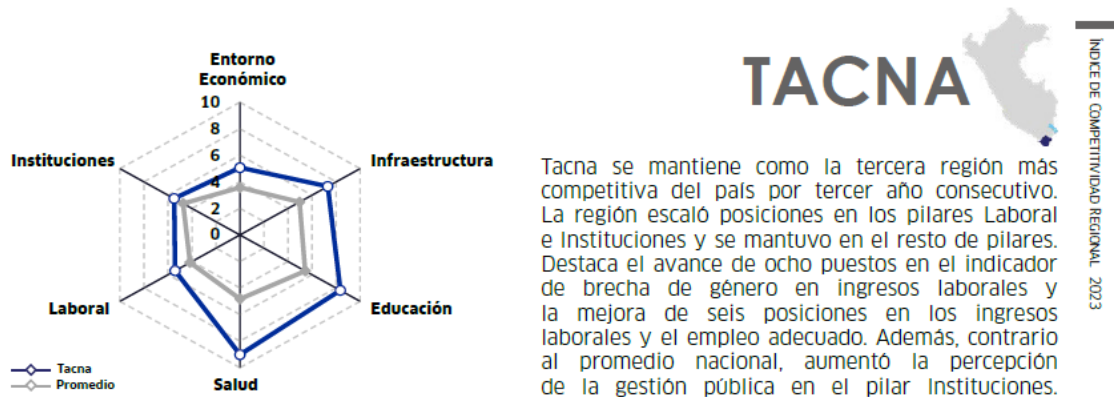 Entorno
Económico
10
8
6
4
2
0
Instituciones
Infraestructura
Laboral
Educación
Salud
Tacna
Promedio
TACNA
Tacna se mantiene como la tercera región más
competitiva del país por tercer año consecutivo.
La región escaló posiciones en los pilares Laboral
e Instituciones y se mantuvo en el resto de pilares.
Destaca el avance de ocho puestos en el indicador
de brecha de género en ingresos laborales y
la mejora de seis posiciones en los ingresos
laborales y el empleo adecuado. Además, contrario
al promedio nacional, aumentó la percepción
de la gestión pública en el pilar Instituciones.
ÍNDICE DE COMPETITIVIDAD REGIONAL 2023